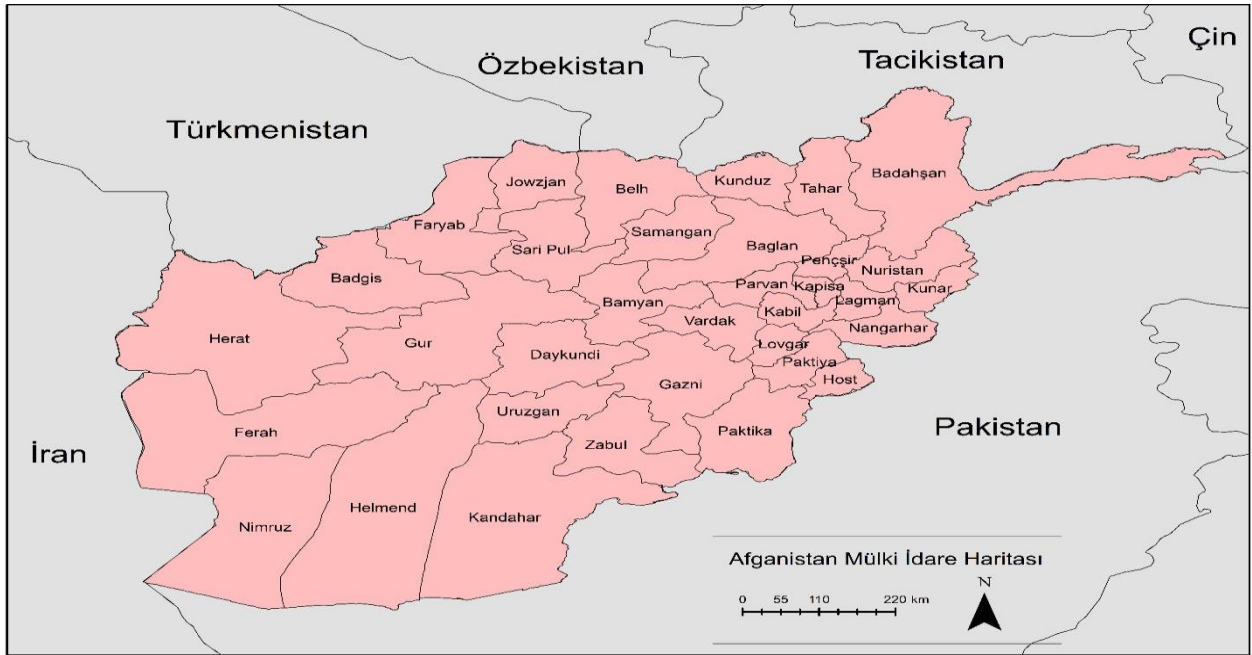 Çin
Tacikistan
Özbekistan
Türkmenistan
Jowzjan
Belh
Kunduz
Tahar
Badahşan
Faryab
Samangan
Sari Pul
Baglan
Pençşir
Nuristan
Badgis
Parvan
Kapisa
Kunar
Bamyan
Lagman
Kabil
Vardak
Nangarhar
Herat
Gur
Lovgar
Daykundi
Paktiya
Host
Gazni
Uruzgan
Ferah
Paktika
Pakistan
Zabul
İran
Helmend
Kandahar
Nimruz
Afganistan Mülki İdare Haritası
N
0 55 110 220 km